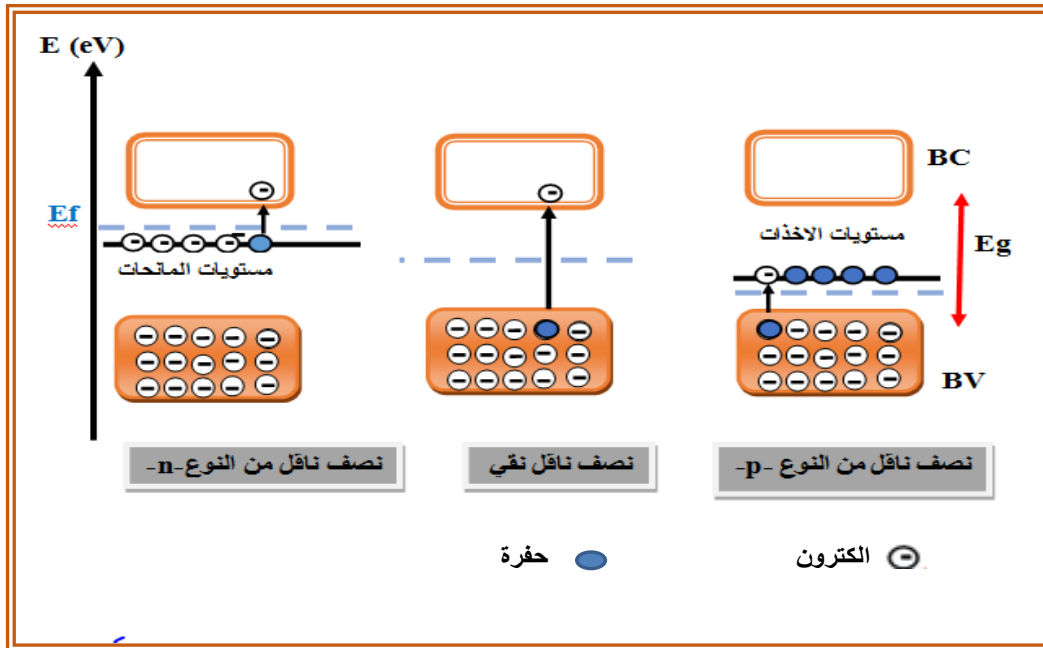 E (eV)
BC
Ef
مستويات الاخذات
Eg
مستويات المانحات
BV
نصف ناقل من النوع-n-
نصف ناقل نقي
نصف ناقل من النوع -p-
حفرة
الكترون